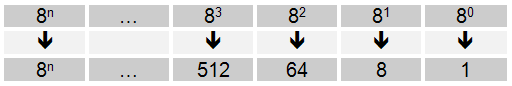 8ⁿ … 8³ 8² 8¹ 8⁰
🡻 🡻 🡻 🡻 🡻
8ⁿ … 512 64 8 1